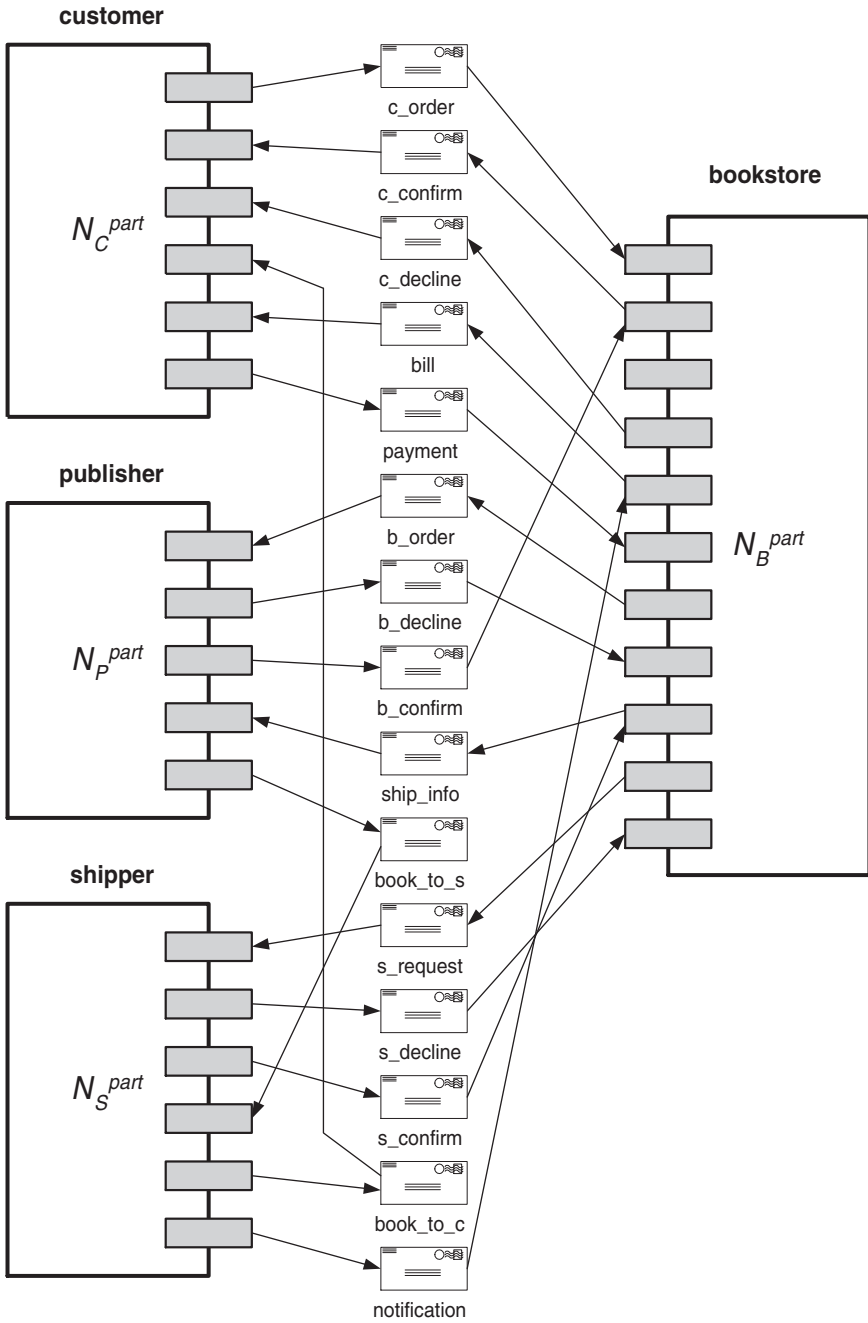 customer
c_order
c_confirm
bookstore
N_C^part
c_decline
bill
payment
publisher
b_order
N_B^part
b_decline
N_P^part
b_confirm
ship_info
shipper
book_to_s
s_request
s_decline
N_S^part
s_confirm
book_to_c
notification